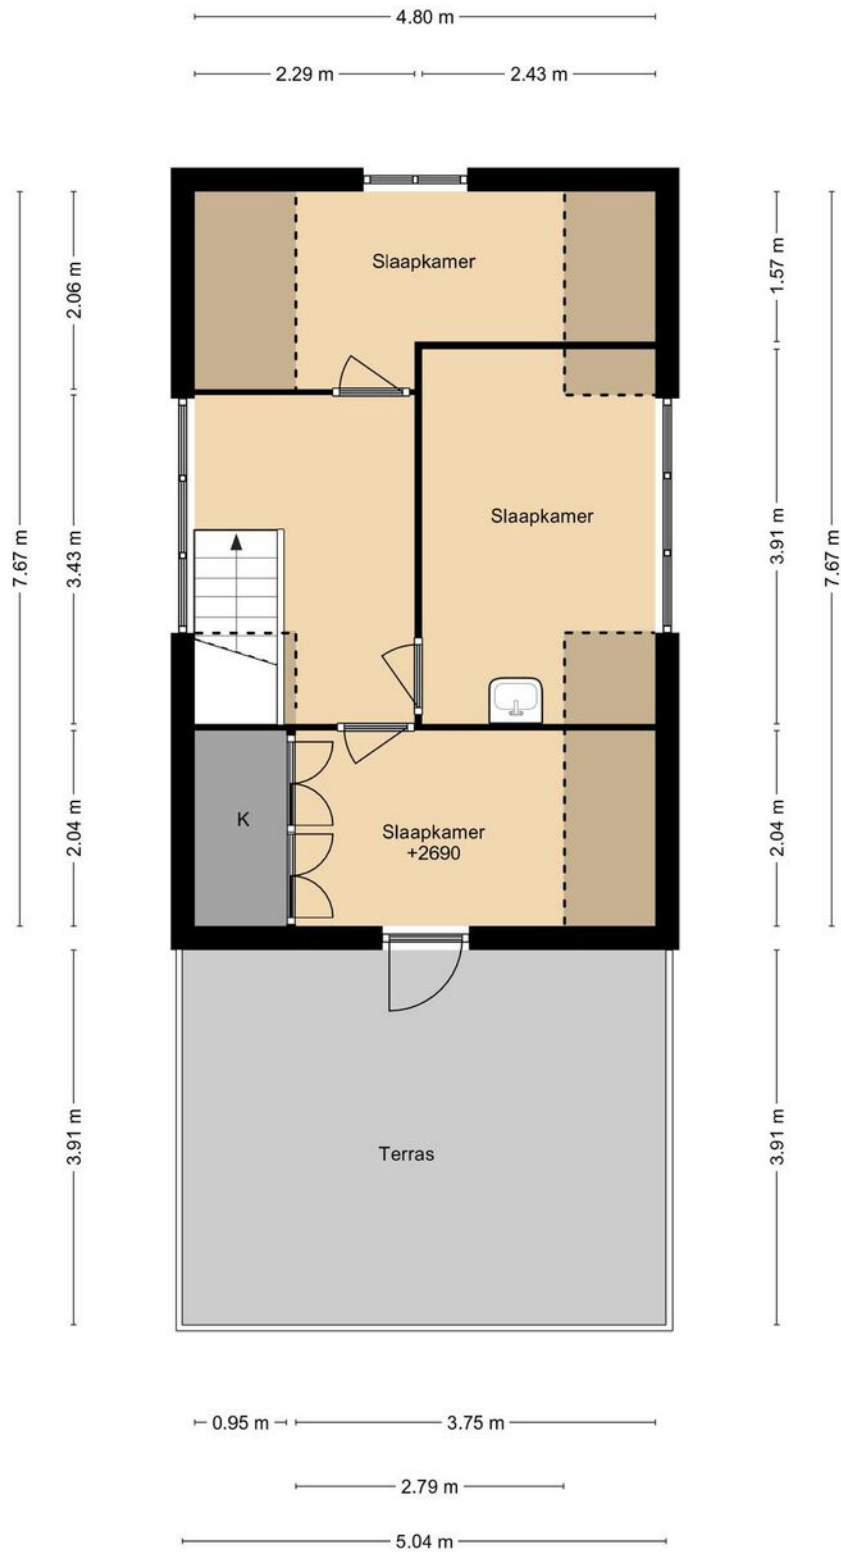 4.80 m
2.29 m
2.43 m
Slaapkamer
2.06 m
1.57 m
Slaapkamer
7.67 m
3.43 m
3.91 m
7.67 m
K
Slaapkamer
+2690
2.04 m
2.04 m
Terras
3.91 m
3.91 m
0.95 m
3.75 m
2.79 m
5.04 m